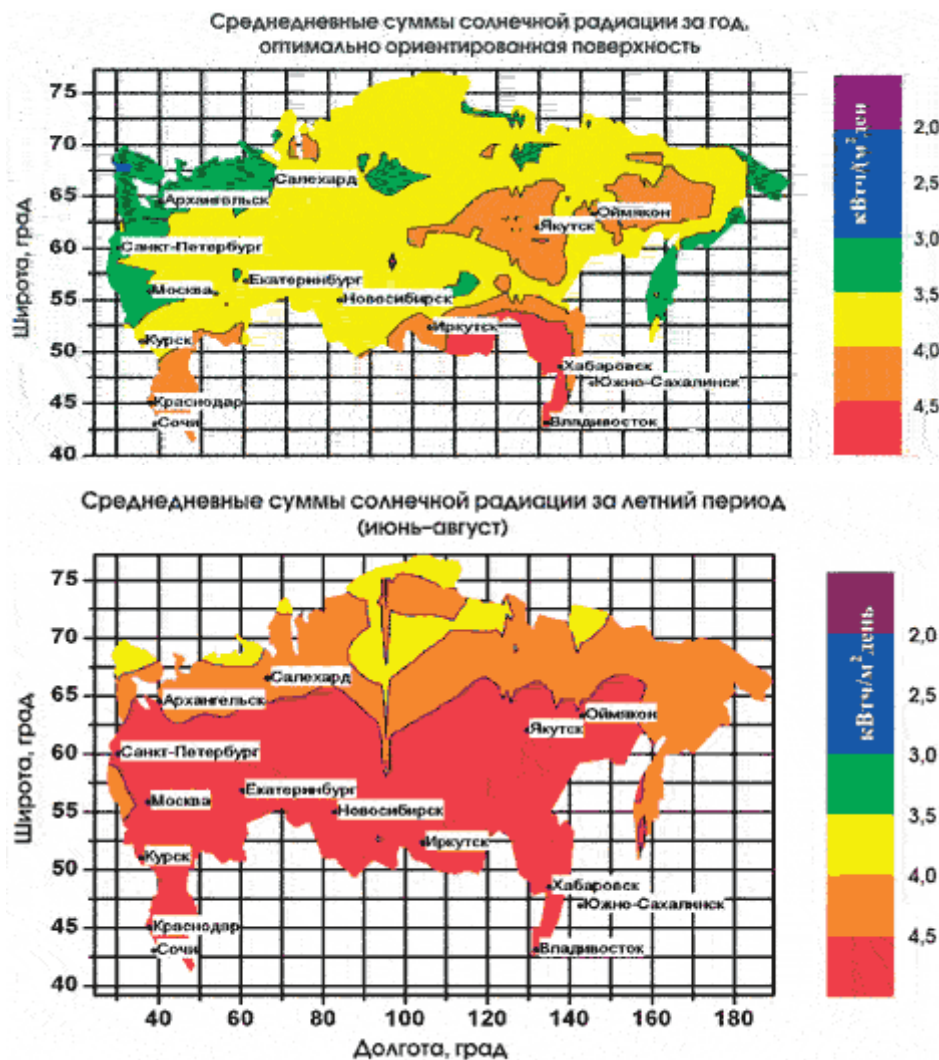 Среднедневные суммы солнечной радиации за год,
оптимально ориентированная поверхность
Широта, град
75
70
65
60
55
50
45
40
Салехард
Архангельск
Оймякон
Якутск
Санкт-Петербург
Екатеринбург
Москва
Новосибирск
Иркутск
Курск
Хабаровск
Южно-Сахалинск
Краснодар
Сочи
Владивосток
кВтч/(м²ден
2,0
2,5
3,0
3,5
4,0
4,5
Среднедневные суммы солнечной радиации за летний период
(июнь–август)
Широта, град
75
70
65
60
55
50
45
40
Салехард
Архангельск
Оймякон
Якутск
Санкт-Петербург
Екатеринбург
Москва
Новосибирск
Иркутск
Курск
Хабаровск
Южно-Сахалинск
Краснодар
Сочи
Владивосток
40 60 80 100 120 140 160 180
Долгота, град
кВтч/м²день
2,0
2,5
3,0
3,5
4,0
4,5